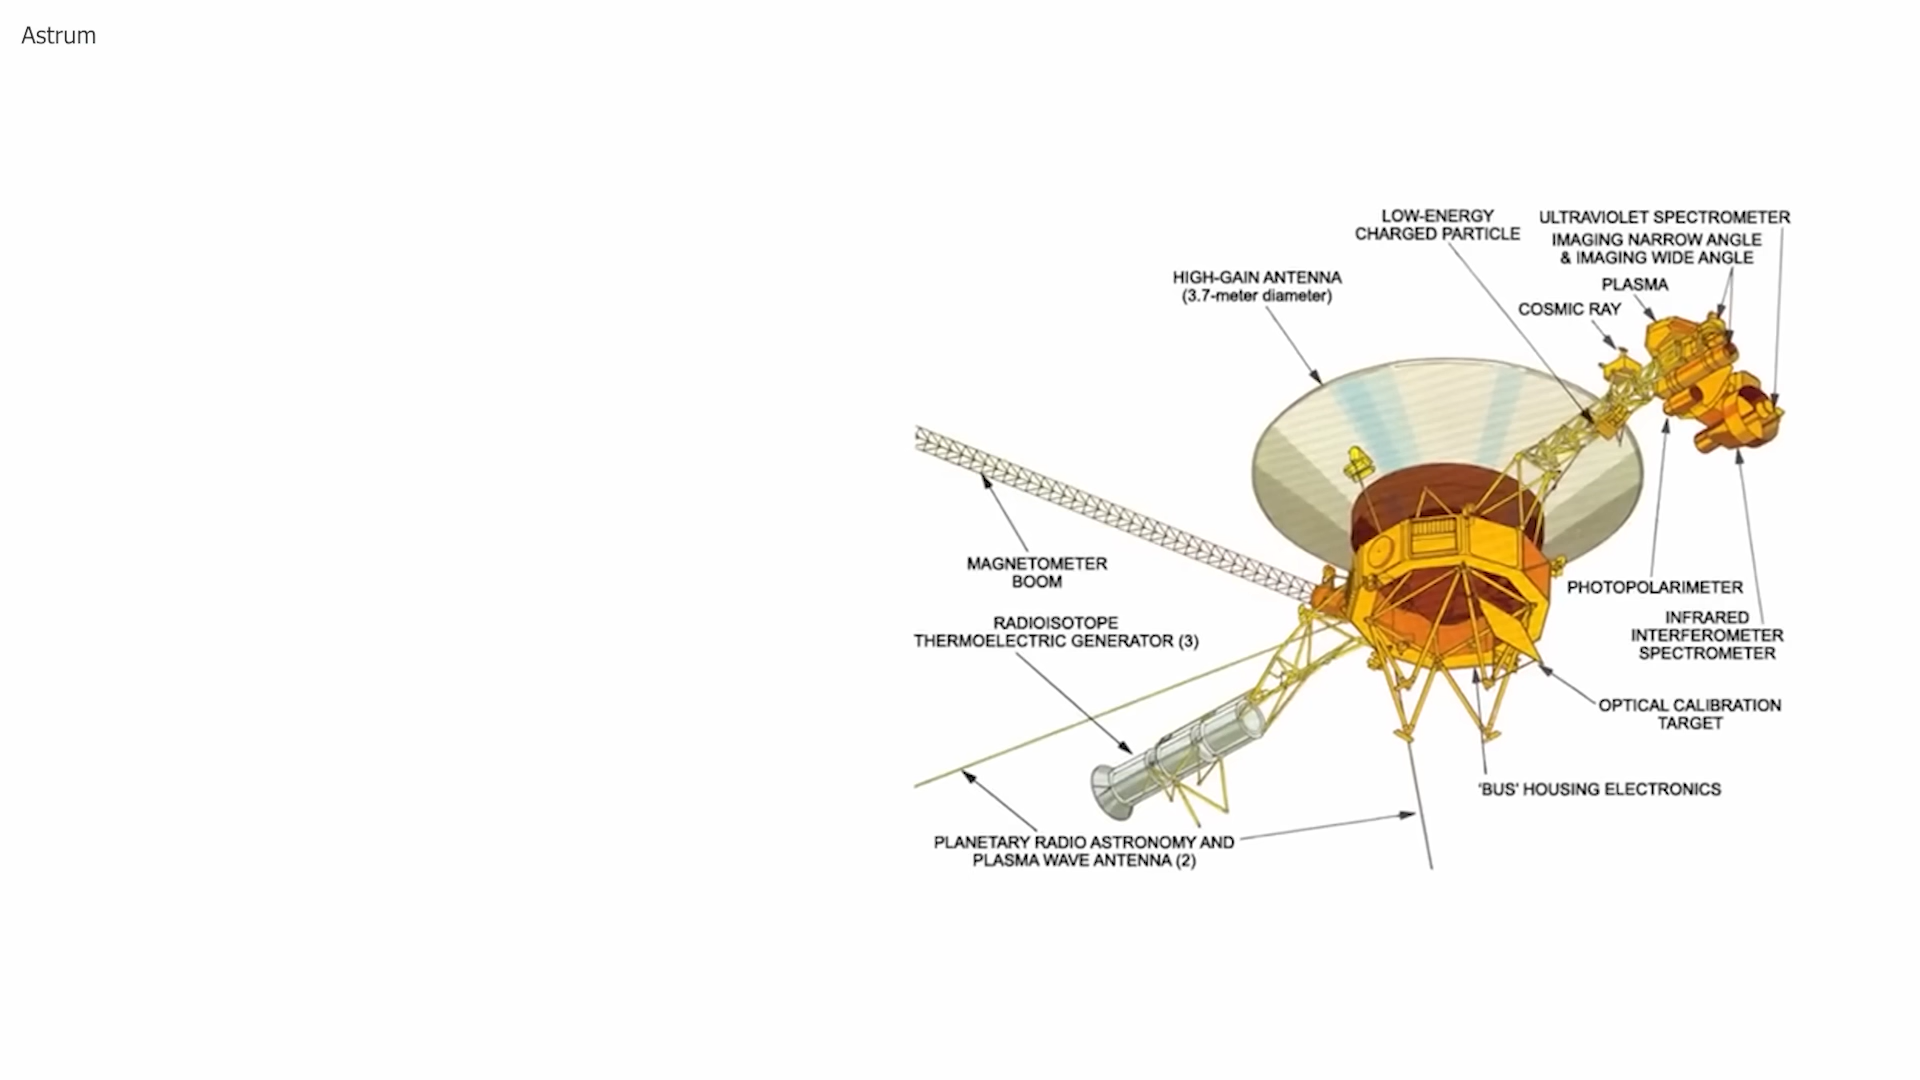 Astrum
LOW-ENERGY
CHARGED PARTICLE
ULTRAVIOLET SPECTROMETER
IMAGING NARROW ANGLE
& IMAGING WIDE ANGLE
PLASMA
COSMIC RAY
HIGH-GAIN ANTENNA
(3.7-meter diameter)
MAGNETOMETER
BOOM
RADIOISOTOPE
THERMOELECTRIC GENERATOR (3)
PHOTOPOLARIMETER
INFRARED
INTERFEROMETER
SPECTROMETER
OPTICAL CALIBRATION
TARGET
'BUS' HOUSING ELECTRONICS
PLANETARY RADIO ASTRONOMY AND
PLASMA WAVE ANTENNA (2)